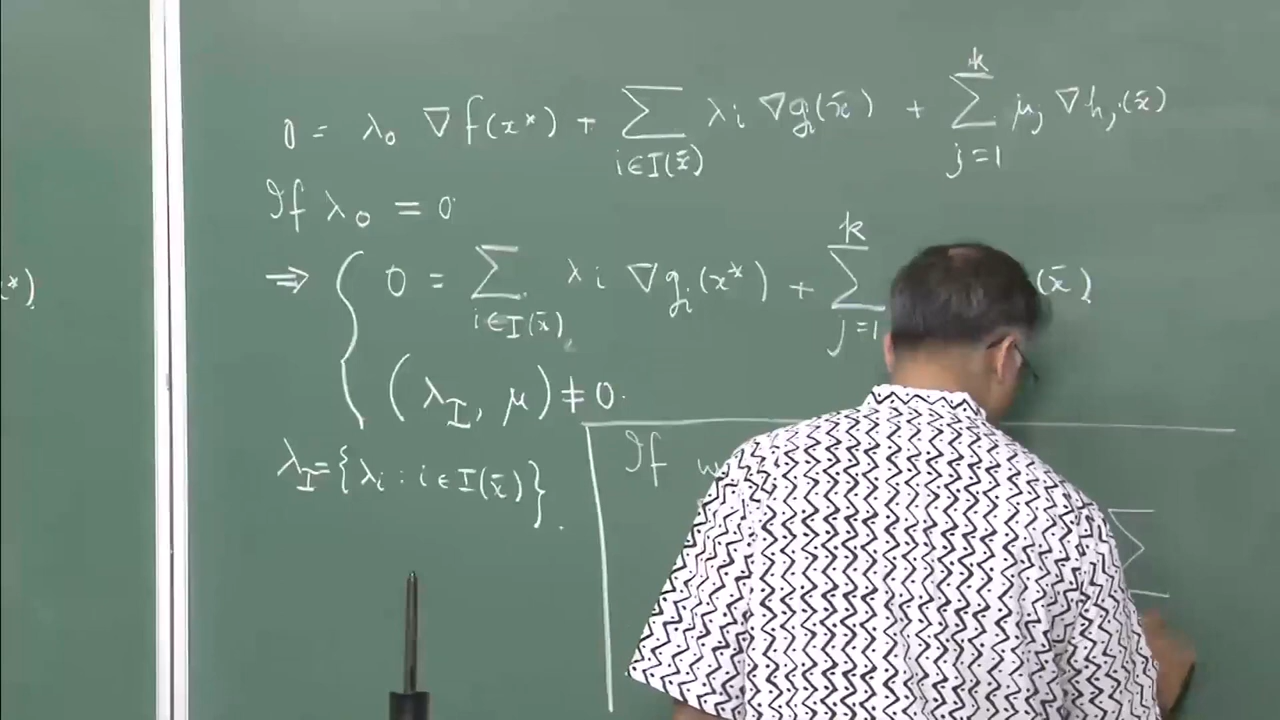 *)
0 = λ₀ ∇f(x*) + ∑_{i∈I(x̄)} λi ∇gi(x̄) + ∑_{j=1}^{k} μj ∇hj(x̄)
If λ₀ = 0
⇒ { 0 = ∑_{i∈I(x̄)} λi ∇gi(x*) + ∑_{j=1}^{k} (x̄)
(λ_I, μ) ≠ 0.
λ_I = {λi : i∈I(x̄)}.
If
∑